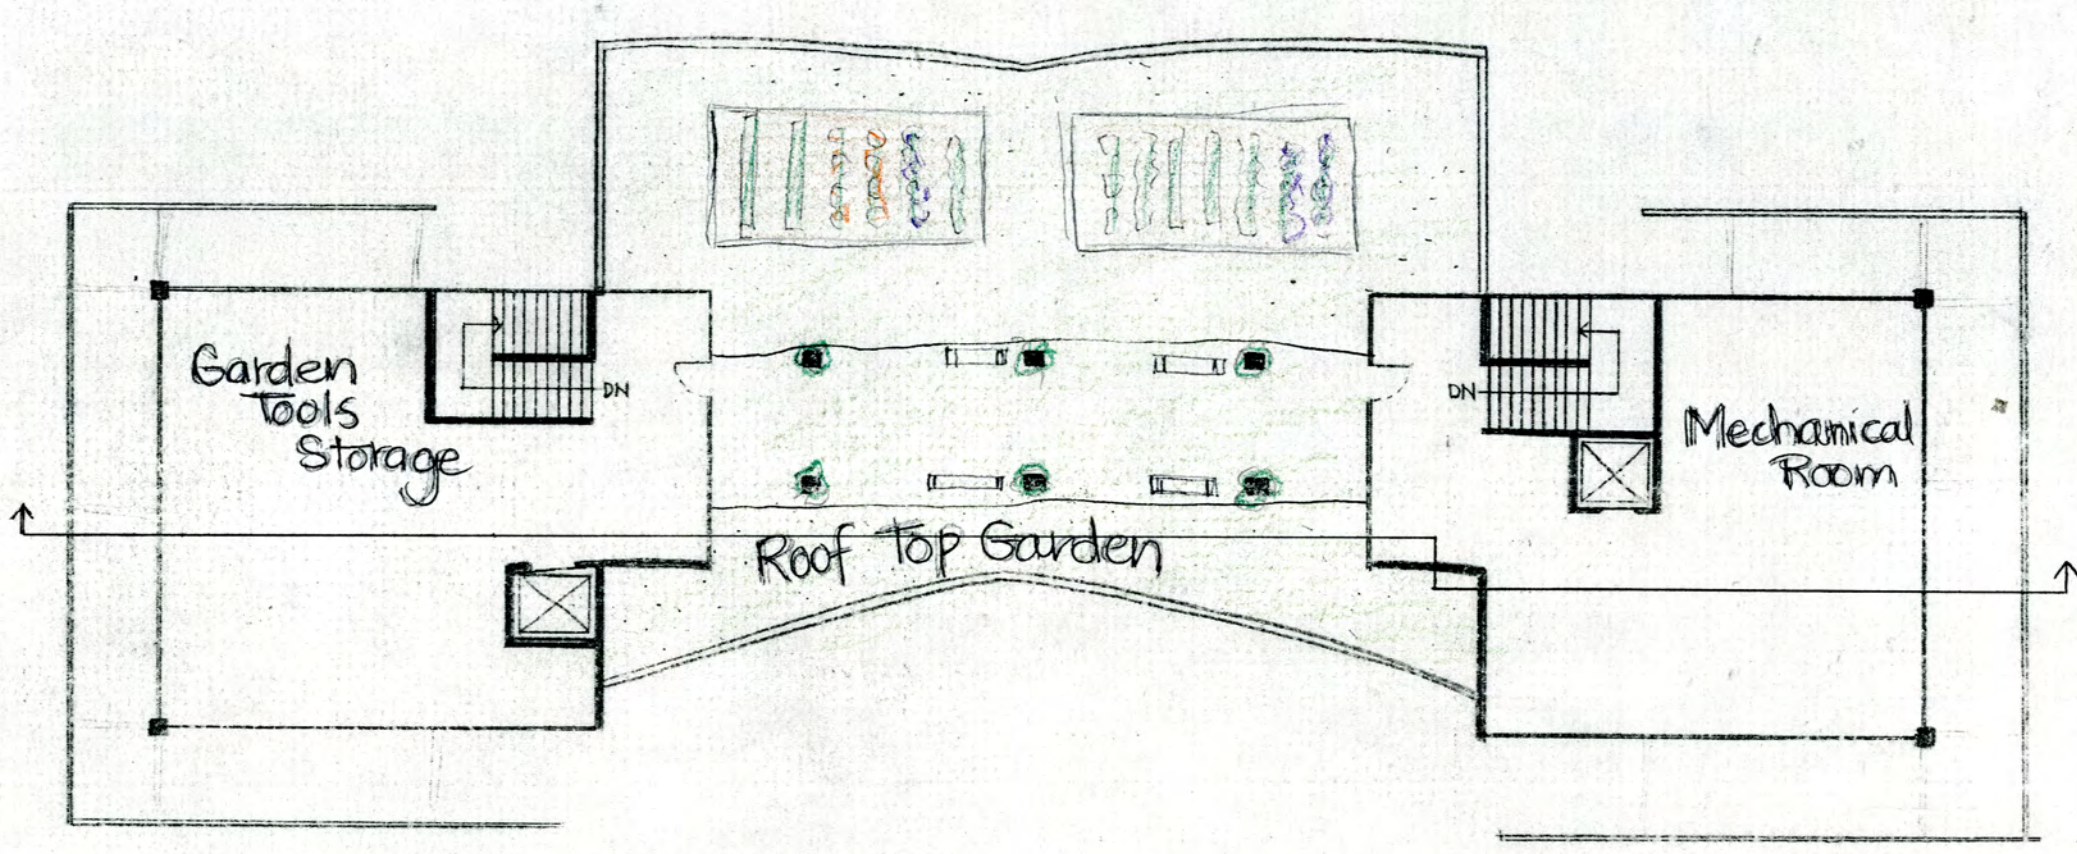 Garden
Tools
Storage
DN
Roof Top Garden
DN
Mechanical
Room